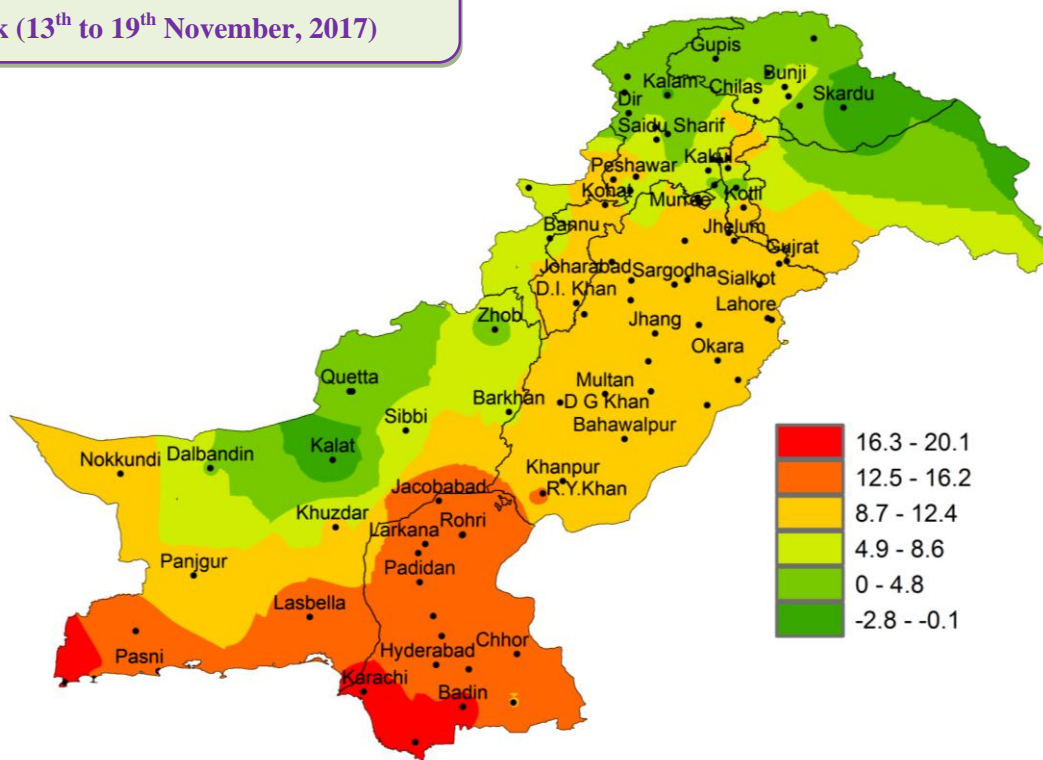 k (13th to 19th November, 2017)
Gupis
Bunji
Kalam
Chilas
Skardu
Dir
Saidu Sharif
Kakul
Peshawar
Kohat
Murree
Kotli
Bannu
Jhelum
Gujrat
Joharabad
Sargodha
Sialkot
D.I. Khan
Zhob
Jhang
Lahore
Okara
Quetta
Multan
Barkhan
D G Khan
Sibbi
Bahawalpur
Dalbandin
Kalat
Nokkundi
Khanpur
Jacobabad
R.Y.Khan
Khuzdar
Larkana
Rohri
Panjgur
Padidan
Lasbella
Pasni
Hyderabad
Chhor
Karachi
Badin
16.3 - 20.1
12.5 - 16.2
8.7 - 12.4
4.9 - 8.6
0 - 4.8
-2.8 - -0.1